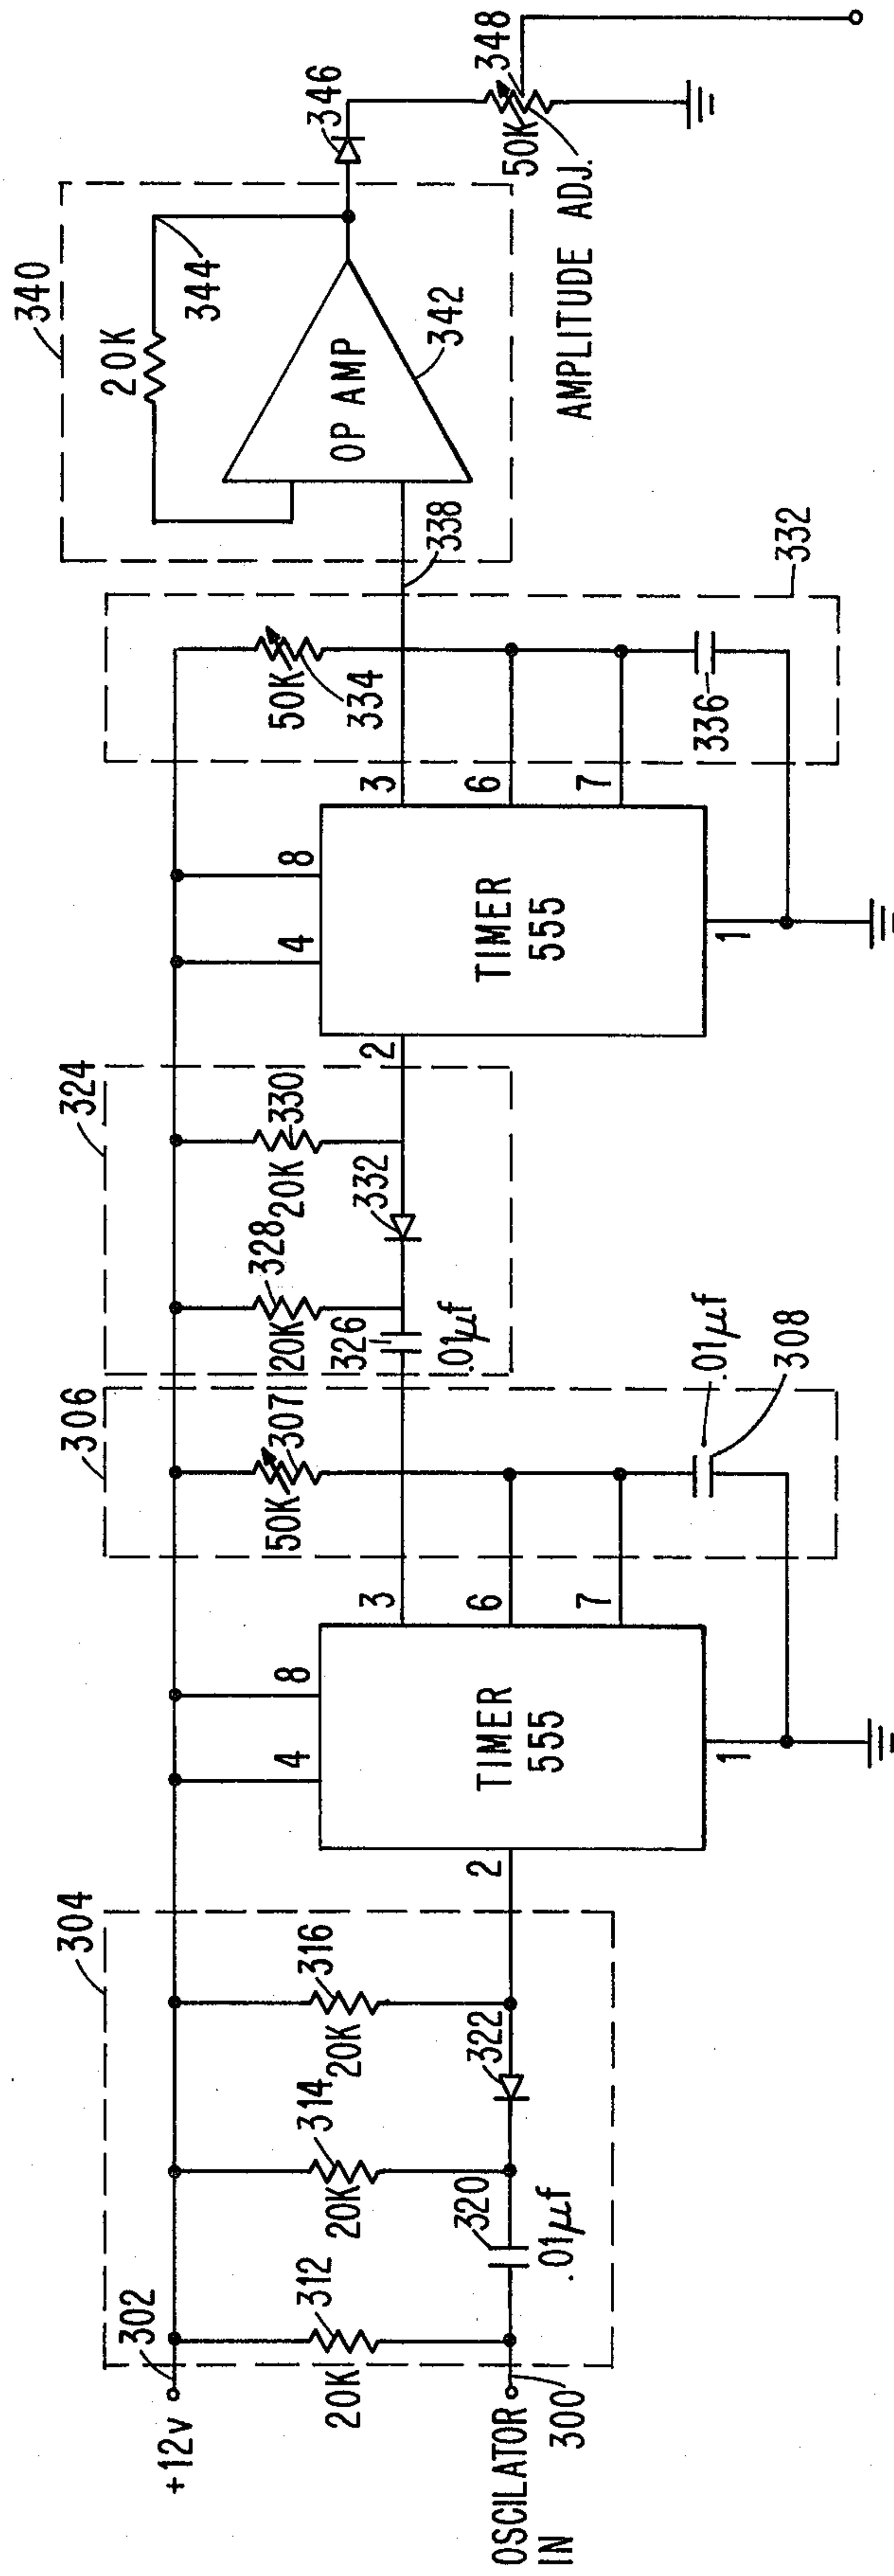 +12v
302
304
312
20K
314
20K
316
20K
320
.01µf
322
OSCILATOR
IN
300
2
4
8
TIMER
555
1
3
6
7
306
307
50K
308
.01µf
324
326
.01µf
328
20K
330
20K
332
2
4
8
TIMER
555
1
3
6
7
332
334
50K
336
338
340
20K
344
OP AMP
342
346
348
50K
AMPLITUDE ADJ.